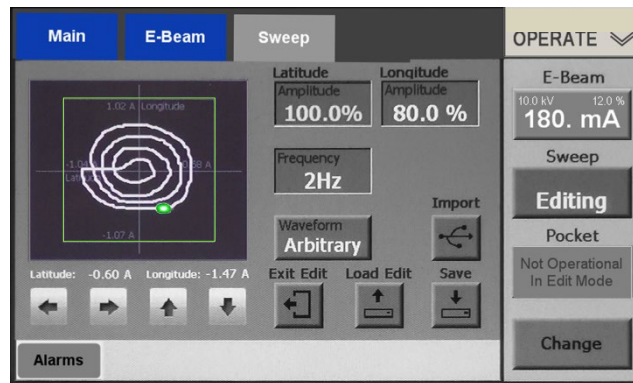 Main
E-Beam
Sweep
OPERATE
Latitude
Longitude
Amplitude
100.0%
Amplitude
80.0 %
1.02 A Longitude
-1.07 A
Frequency
2Hz
Waveform
Arbitrary
Import
Latitude: -0.60 A Longitude: -1.47 A
Exit Edit
Load Edit
Save
Alarms
E-Beam
10.0 kV 12.0 %
180. mA
Sweep
Editing
Pocket
Not Operational
In Edit Mode
Change